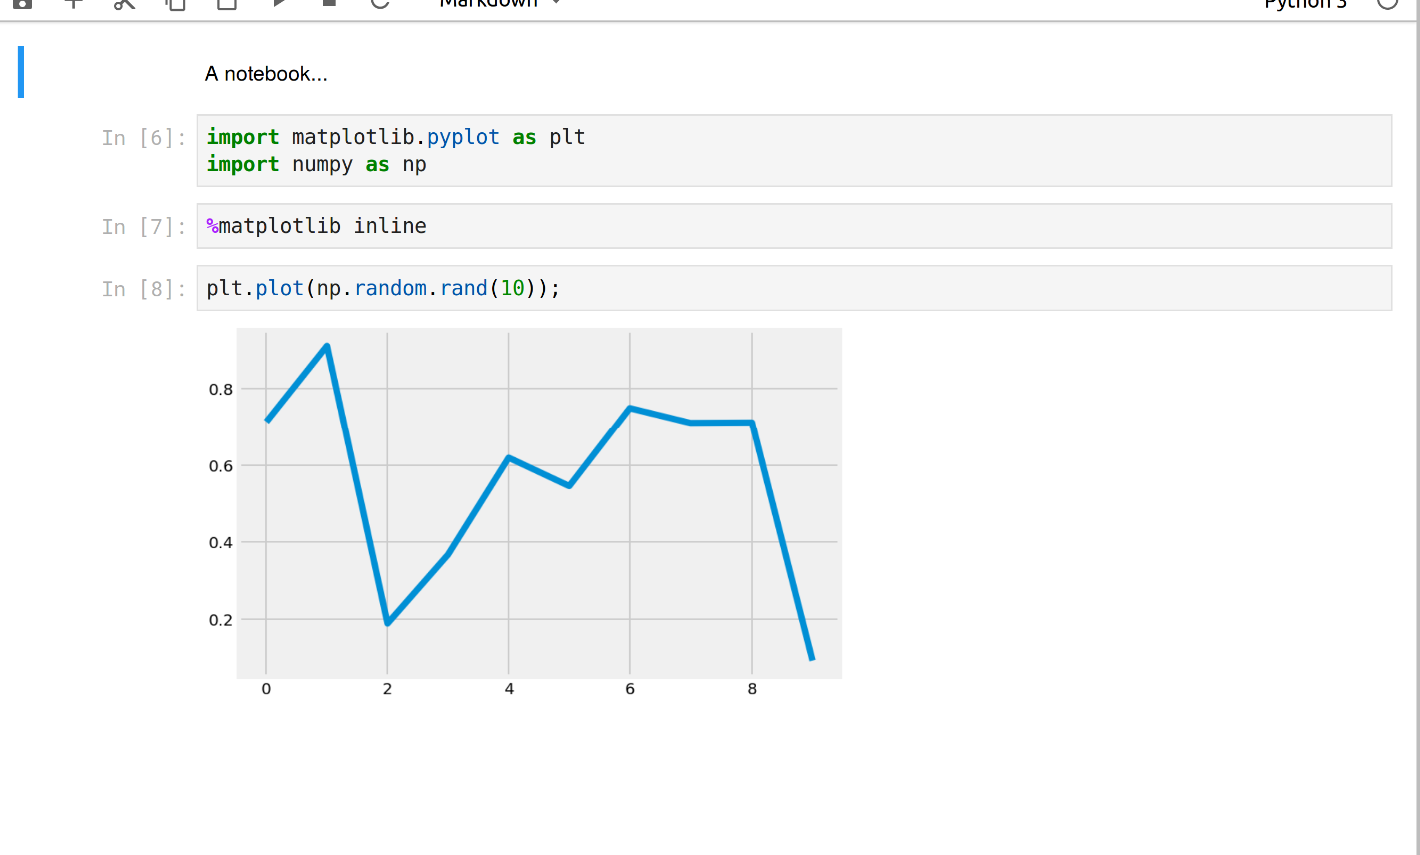 Markdown
Python 3
A notebook...
In [6]:
import matplotlib.pyplot as plt
import numpy as np
In [7]:
%matplotlib inline
In [8]:
plt.plot(np.random.rand(10));
0.8
0.6
0.4
0.2
0 2 4 6 8